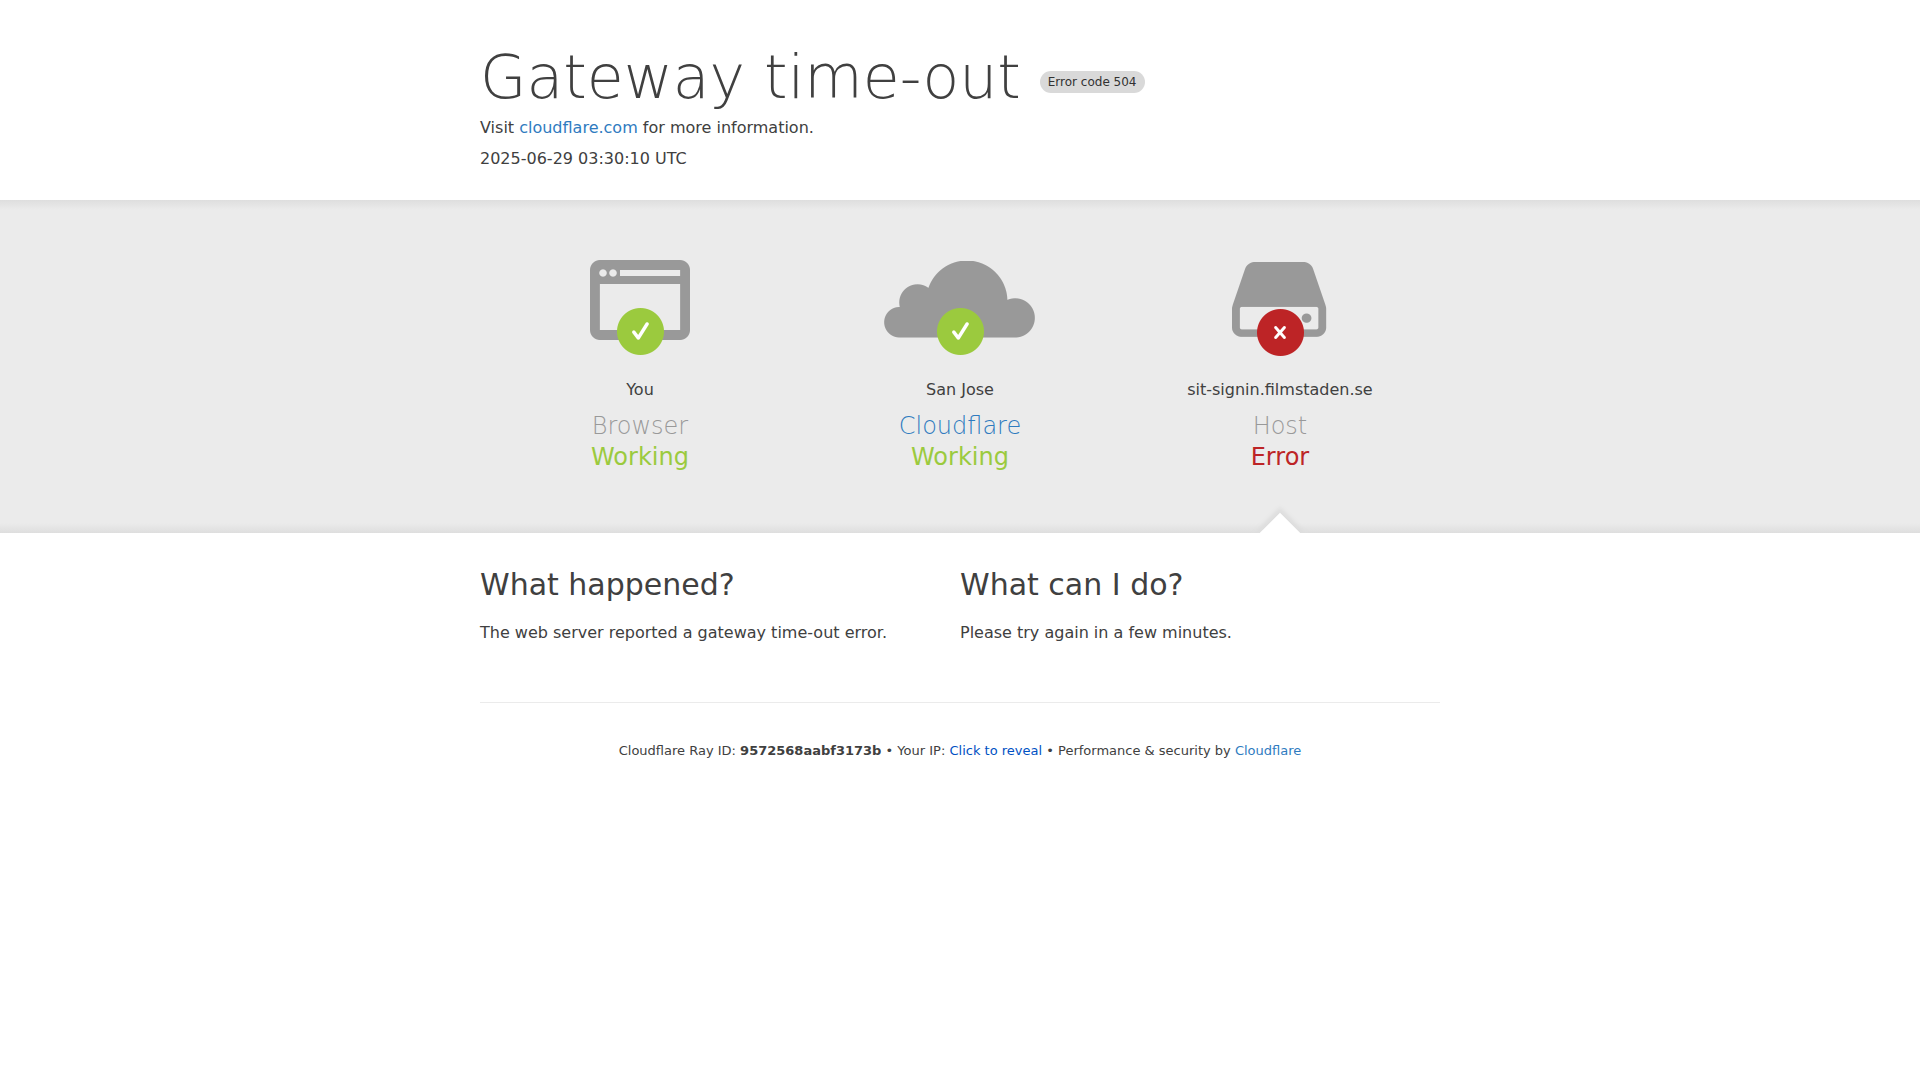 Gateway time-out Error code 504
Visit cloudflare.com for more information.
2025-06-29 03:30:10 UTC
You
Browser
Working
San Jose
Cloudflare
Working
sit-signin.filmstaden.se
Host
Error
What happened?
The web server reported a gateway time-out error.
What can I do?
Please try again in a few minutes.
Cloudflare Ray ID: 9572568aabf3173b • Your IP: Click to reveal • Performance & security by Cloudflare